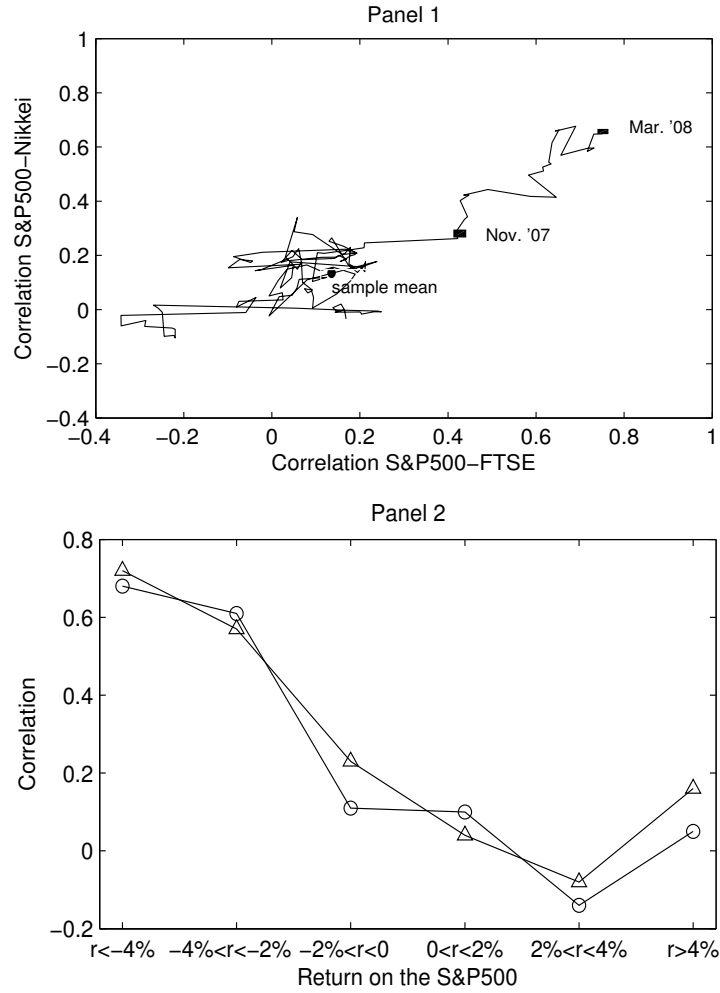 Panel 1
1
0.8
0.6
0.4
0.2
0
−0.2
−0.4
Correlation S&P500−Nikkei
Mar. '08
Nov. '07
sample mean
−0.4 −0.2 0 0.2 0.4 0.6 0.8 1
Correlation S&P500−FTSE
Panel 2
0.8
0.6
0.4
0.2
0
−0.2
Correlation
r<−4% −4%<r<−2% −2%<r<0 0<r<2% 2%<r<4% r>4%
Return on the S&P500